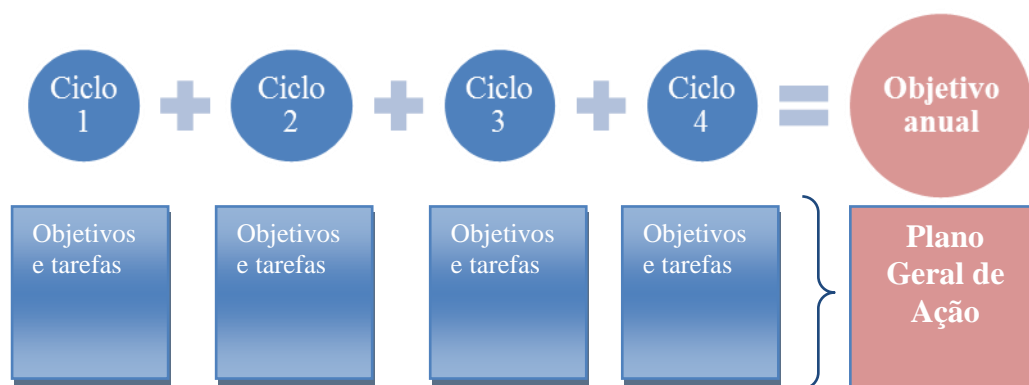 Ciclo
1
Ciclo
2
Ciclo
3
Ciclo
4
Objetivo
anual
Objetivos
e tarefas
Objetivos
e tarefas
Objetivos
e tarefas
Objetivos
e tarefas
Plano
Geral de
Ação